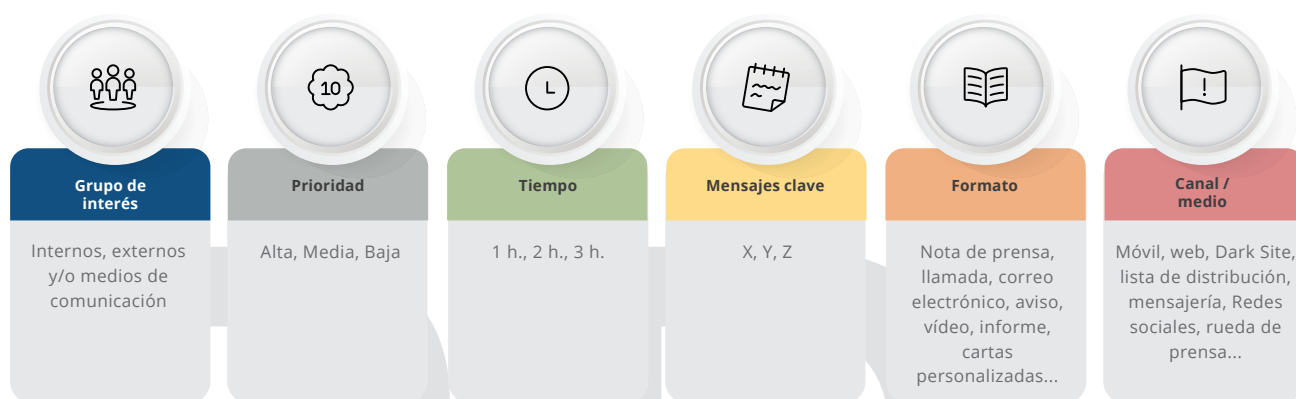 10
Grupo de
interés
Internos, externos
y/o medios de
comunicación
Prioridad
Alta, Media, Baja
Tiempo
1 h., 2 h., 3 h.
Mensajes clave
X, Y, Z
Formato
Nota de prensa,
llamada, correo
electrónico, aviso,
vídeo, informe,
cartas
personalizadas...
Canal /
medio
Móvil, web, Dark Site,
lista de distribución,
mensajería, Redes
sociales, rueda de
prensa...